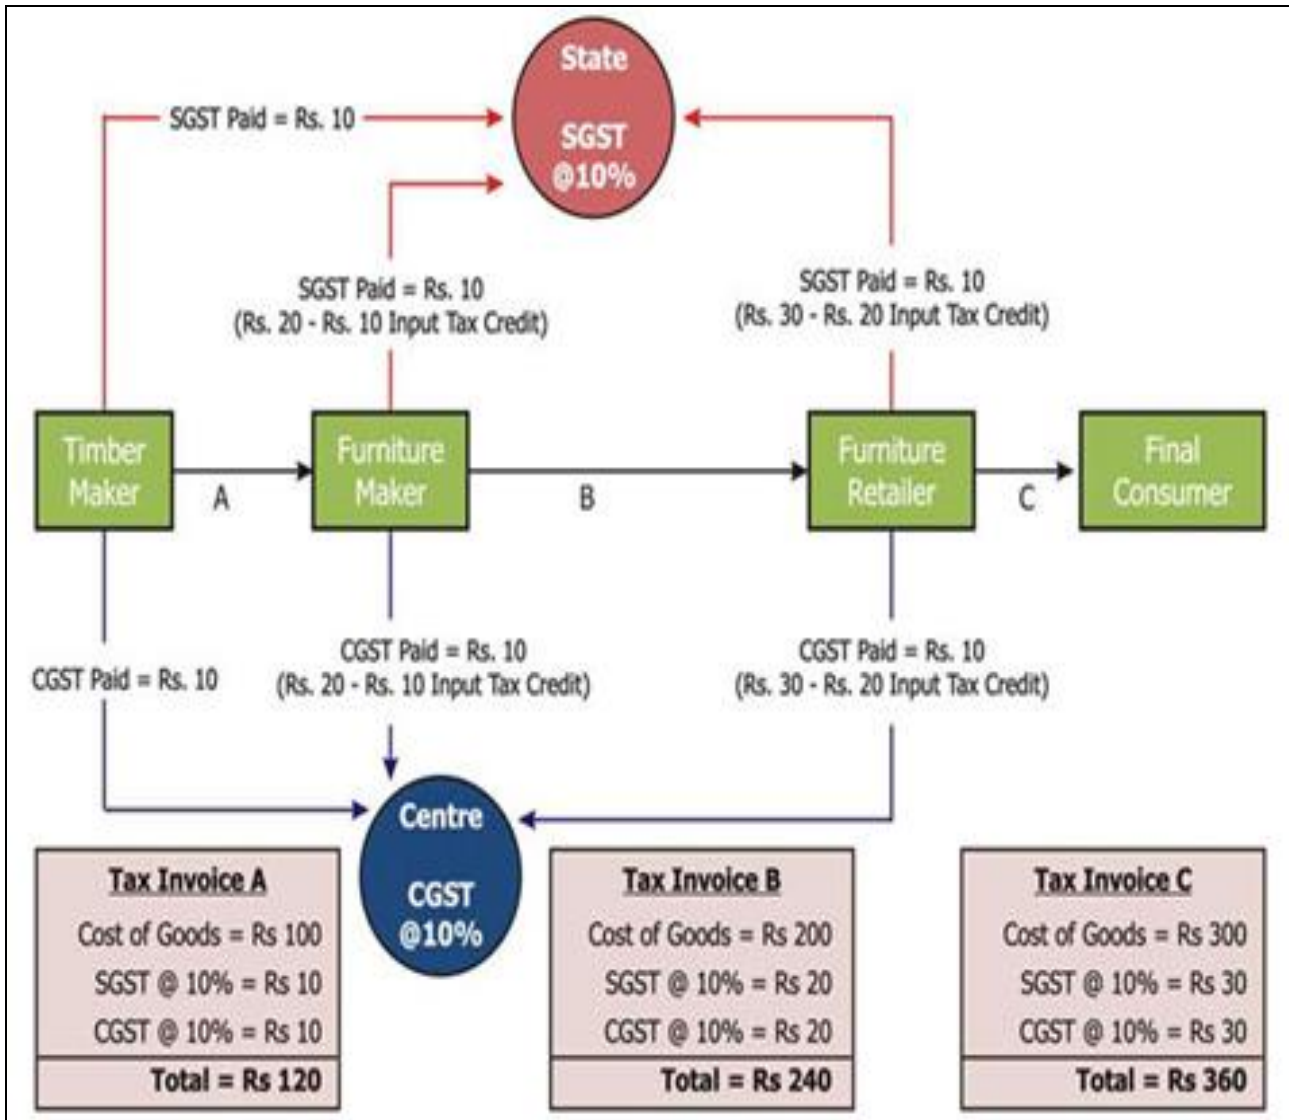 State
SGST
@10%
SGST Paid = Rs. 10
SGST Paid = Rs. 10
(Rs. 20 - Rs. 10 Input Tax Credit)
SGST Paid = Rs. 10
(Rs. 30 - Rs. 20 Input Tax Credit)
Timber
Maker
A
Furniture
Maker
B
Furniture
Retailer
C
Final
Consumer
CGST Paid = Rs. 10
CGST Paid = Rs. 10
(Rs. 20 - Rs. 10 Input Tax Credit)
CGST Paid = Rs. 10
(Rs. 30 - Rs. 20 Input Tax Credit)
Centre
CGST
@10%
Tax Invoice A
Cost of Goods = Rs 100
SGST @ 10% = Rs 10
CGST @ 10% = Rs 10
Total = Rs 120
Tax Invoice B
Cost of Goods = Rs 200
SGST @ 10% = Rs 20
CGST @ 10% = Rs 20
Total = Rs 240
Tax Invoice C
Cost of Goods = Rs 300
SGST @ 10% = Rs 30
CGST @ 10% = Rs 30
Total = Rs 360